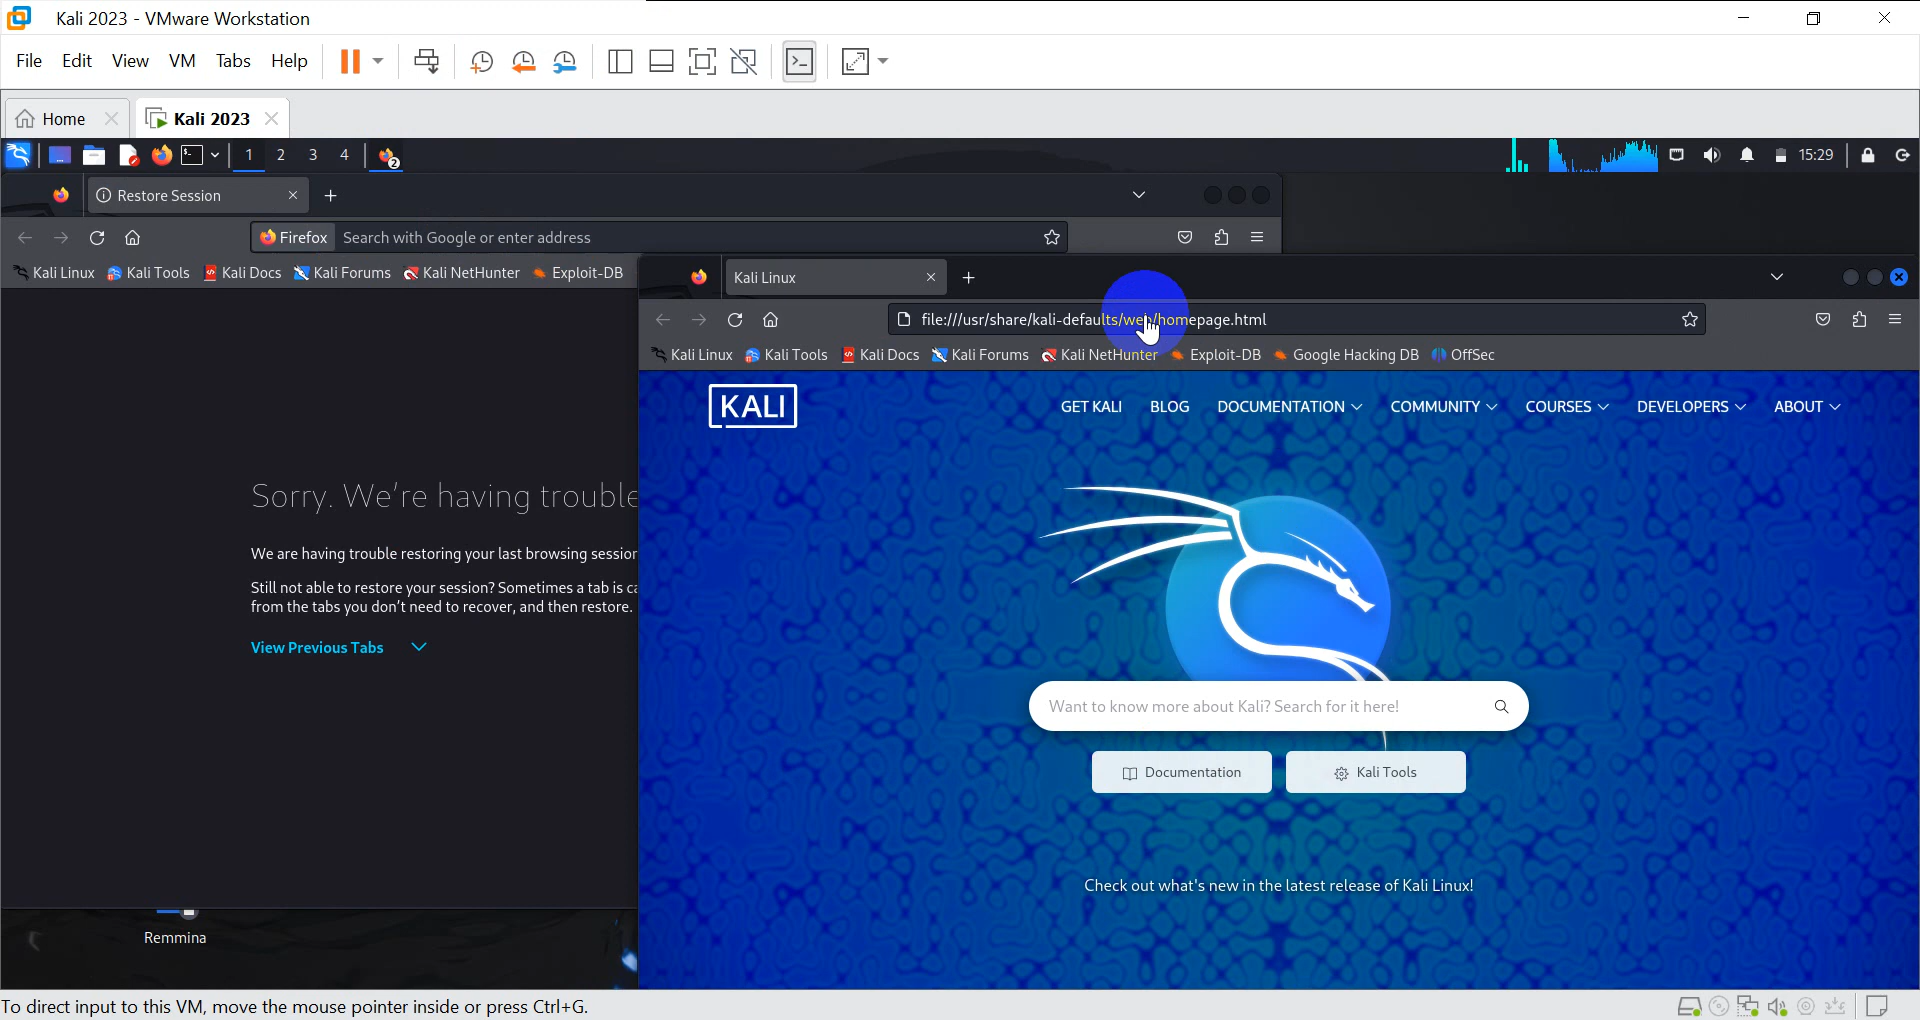 Kali 2023 - VMware Workstation
File Edit View VM Tabs Help
Home Kali 2023
1 2 3 4 2 15:29
Restore Session
Firefox Search with Google or enter address
Kali Linux Kali Tools Kali Docs Kali Forums Kali NetHunter Exploit-DB
Sorry. We're having trouble
We are having trouble restoring your last browsing session
Still not able to restore your session? Sometimes a tab is ca
from the tabs you don't need to recover, and then restore.
View Previous Tabs
Remmina
Kali Linux
file:///usr/share/kali-defaults/web/homepage.html
Kali Linux Kali Tools Kali Docs Kali Forums Kali NetHunter Exploit-DB Google Hacking DB OffSec
KALI GET KALI BLOG DOCUMENTATION COMMUNITY COURSES DEVELOPERS ABOUT
Want to know more about Kali? Search for it here!
Documentation Kali Tools
Check out what's new in the latest release of Kali Linux!
To direct input to this VM, move the mouse pointer inside or press Ctrl+G.